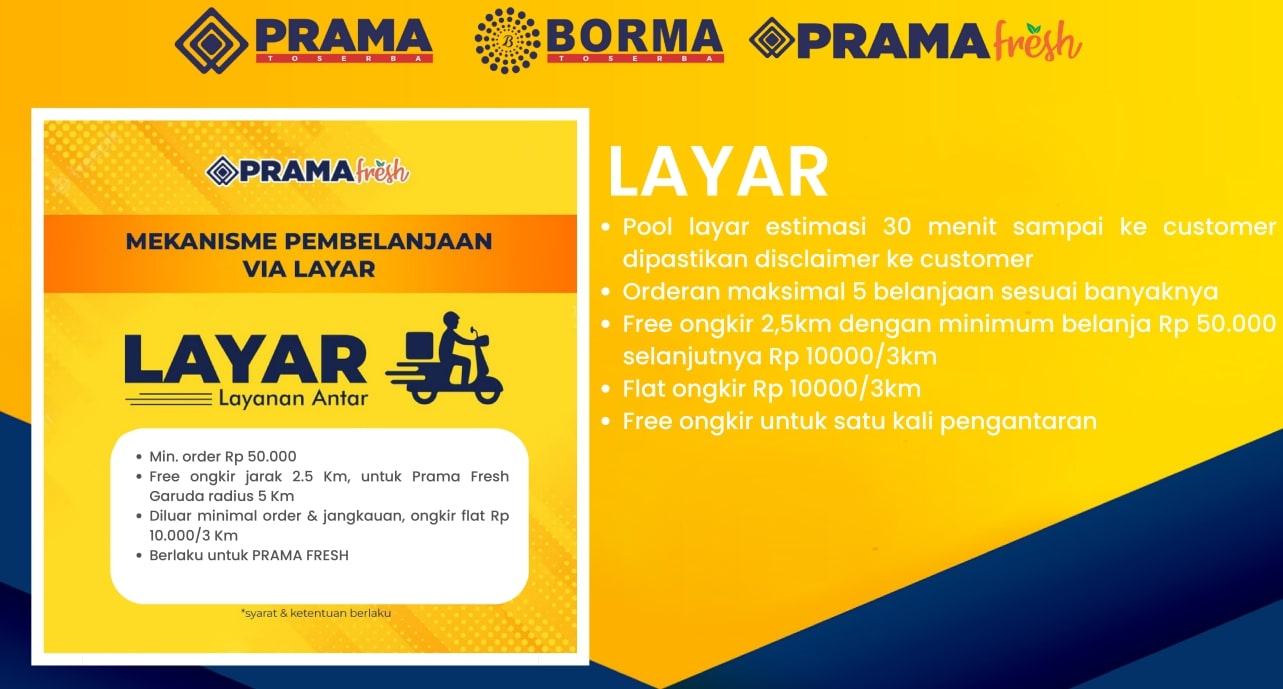 PRAMA
TOSERBA
BORMA
TOSERBA
PRAMA fresh
PRAMA fresh
MEKANISME PEMBELANJAAN
VIA LAYAR
LAYAR
Layanan Antar
• Min. order Rp 50.000
• Free ongkir jarak 2.5 Km, untuk Prama Fresh
Garuda radius 5 Km
• Diluar minimal order & jangkauan, ongkir flat Rp
10.000/3 Km
• Berlaku untuk PRAMA FRESH
*syarat & ketentuan berlaku
LAYAR
• Pool layar estimasi 30 menit sampai ke customer
dipastikan disclaimer ke customer
• Orderan maksimal 5 belanjaan sesuai banyaknya
• Free ongkir 2,5km dengan minimum belanja Rp 50.000
selanjutnya Rp 10000/3km
• Flat ongkir Rp 10000/3km
• Free ongkir untuk satu kali pengantaran